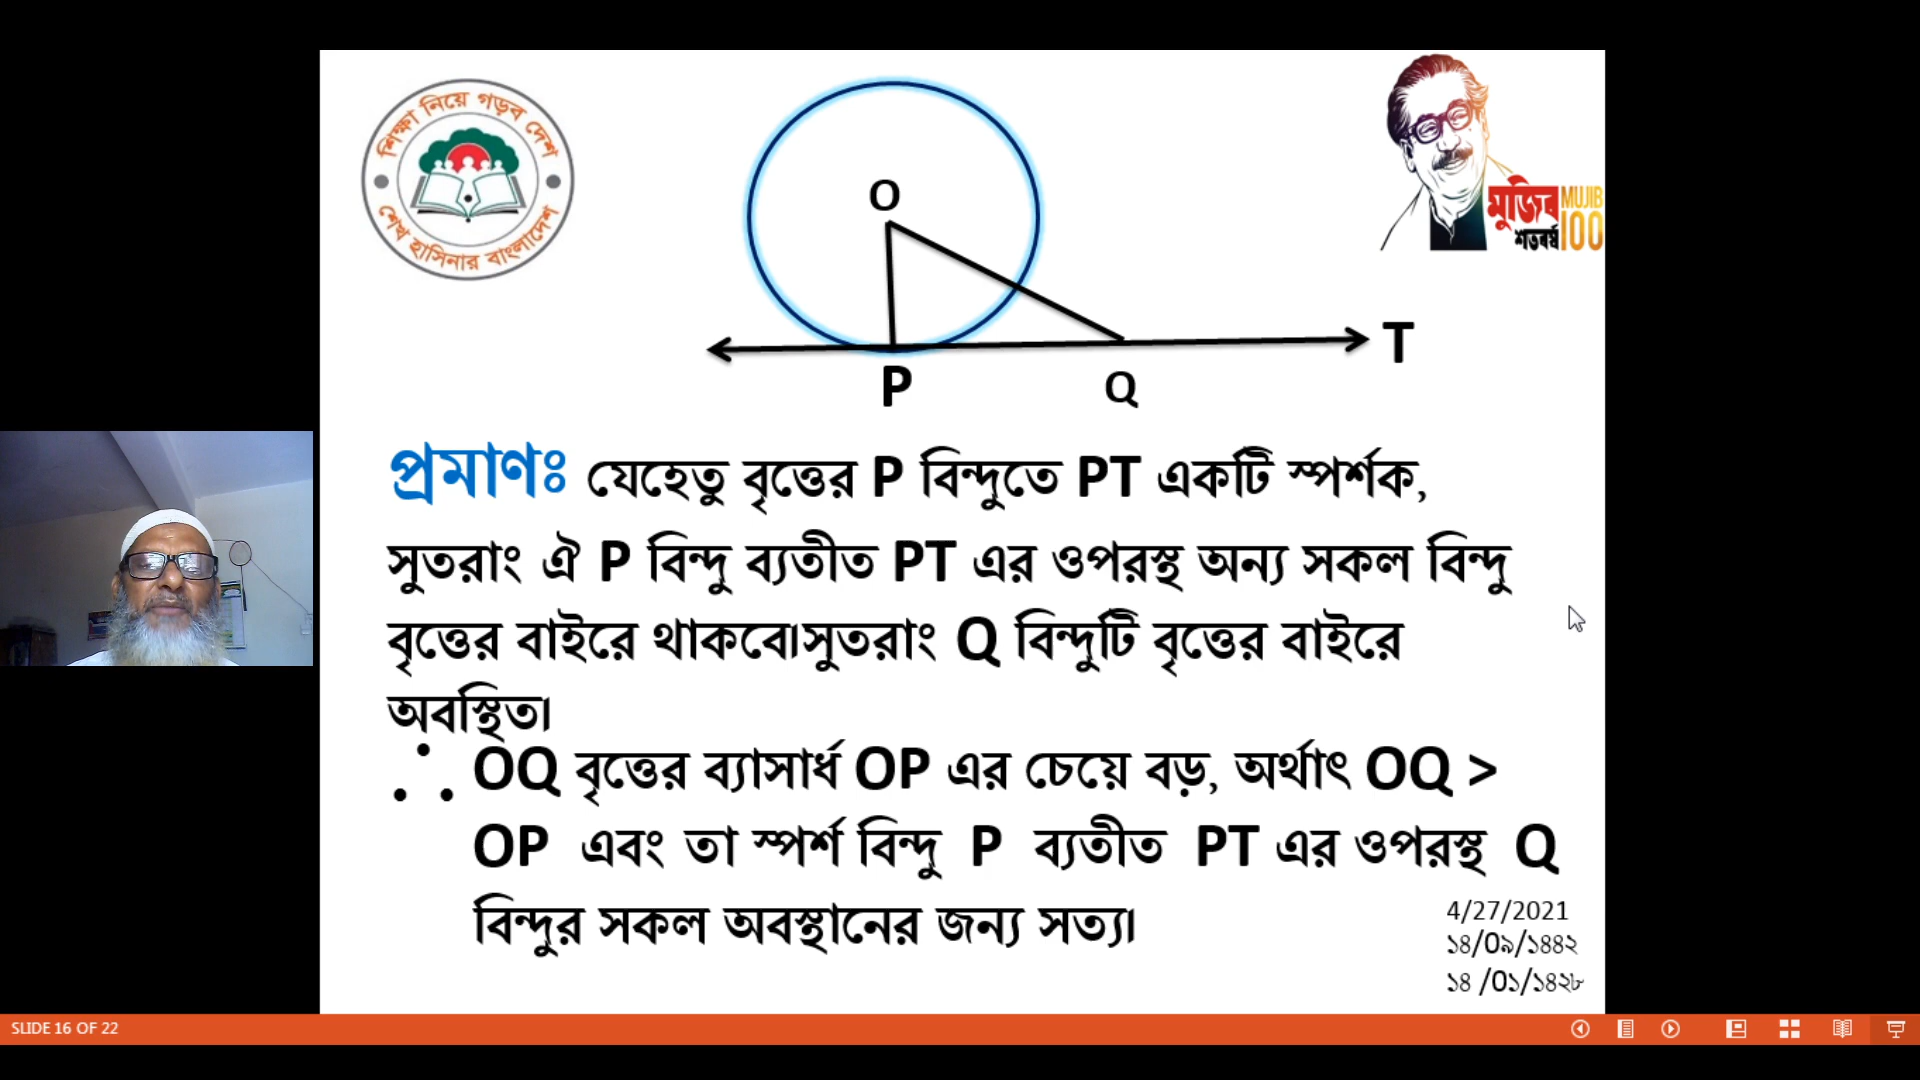 শিক্ষা নিয়ে গড়ব দেশ
শেখ হাসিনার বাংলাদেশ
মুজিব
শতবর্ষ
MUJIB
100
O
T
P
Q
প্রমাণঃ যেহেতু বৃত্তের P বিন্দুতে PT একটি স্পর্শক,
সুতরাং ঐ P বিন্দু ব্যতীত PT এর ওপরস্থ অন্য সকল বিন্দু
বৃত্তের বাইরে থাকবে।সুতরাং Q বিন্দুটি বৃত্তের বাইরে
অবস্থিত।
∴ OQ বৃত্তের ব্যাসার্ধ OP এর চেয়ে বড়, অর্থাৎ OQ >
OP এবং তা স্পর্শ বিন্দু P ব্যতীত PT এর ওপরস্থ Q
বিন্দুর সকল অবস্থানের জন্য সত্য।
4/27/2021
১৪/0৯/১৪৪২
১৪ /0১/১৪২৮
SLIDE 16 OF 22